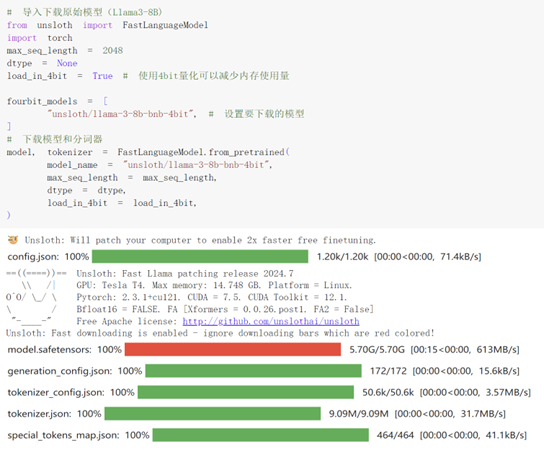 # 导入下载原始模型（Llama3-8B）
from unsloth import FastLanguageModel
import torch
max_seq_length = 2048
dtype = None
load_in_4bit = True # 使用4bit量化可以减少内存使用量
fourbit_models = [
"unsloth/llama-3-8b-bnb-4bit", # 设置要下载的模型
]
# 下载模型和分词器
model, tokenizer = FastLanguageModel.from_pretrained(
model_name = "unsloth/llama-3-8b-bnb-4bit",
max_seq_length = max_seq_length,
dtype = dtype,
load_in_4bit = load_in_4bit,
)
🦥 Unsloth: Will patch your computer to enable 2x faster free finetuning.
config.json: 100% 1.20k/1.20k [00:00<00:00, 71.4kB/s]
==((====))== Unsloth: Fast Llama patching release 2024.7
\\ /| GPU: Tesla T4. Max memory: 14.748 GB. Platform = Linux.
O^O/ \_/ \ Pytorch: 2.3.1+cu121. CUDA = 7.5. CUDA Toolkit = 12.1.
\ / Bfloat16 = FALSE. FA [Xformers = 0.0.26.post1. FA2 = False]
"-____-" Free Apache license: http://github.com/unslothai/unsloth
Unsloth: Fast downloading is enabled - ignore downloading bars which are red colored!
model.safetensors: 100% 5.70G/5.70G [00:15<00:00, 613MB/s]
generation_config.json: 100% 172/172 [00:00<00:00, 15.6kB/s]
tokenizer_config.json: 100% 50.6k/50.6k [00:00<00:00, 3.57MB/s]
tokenizer.json: 100% 9.09M/9.09M [00:00<00:00, 31.7MB/s]
special_tokens_map.json: 100% 464/464 [00:00<00:00, 41.1kB/s]